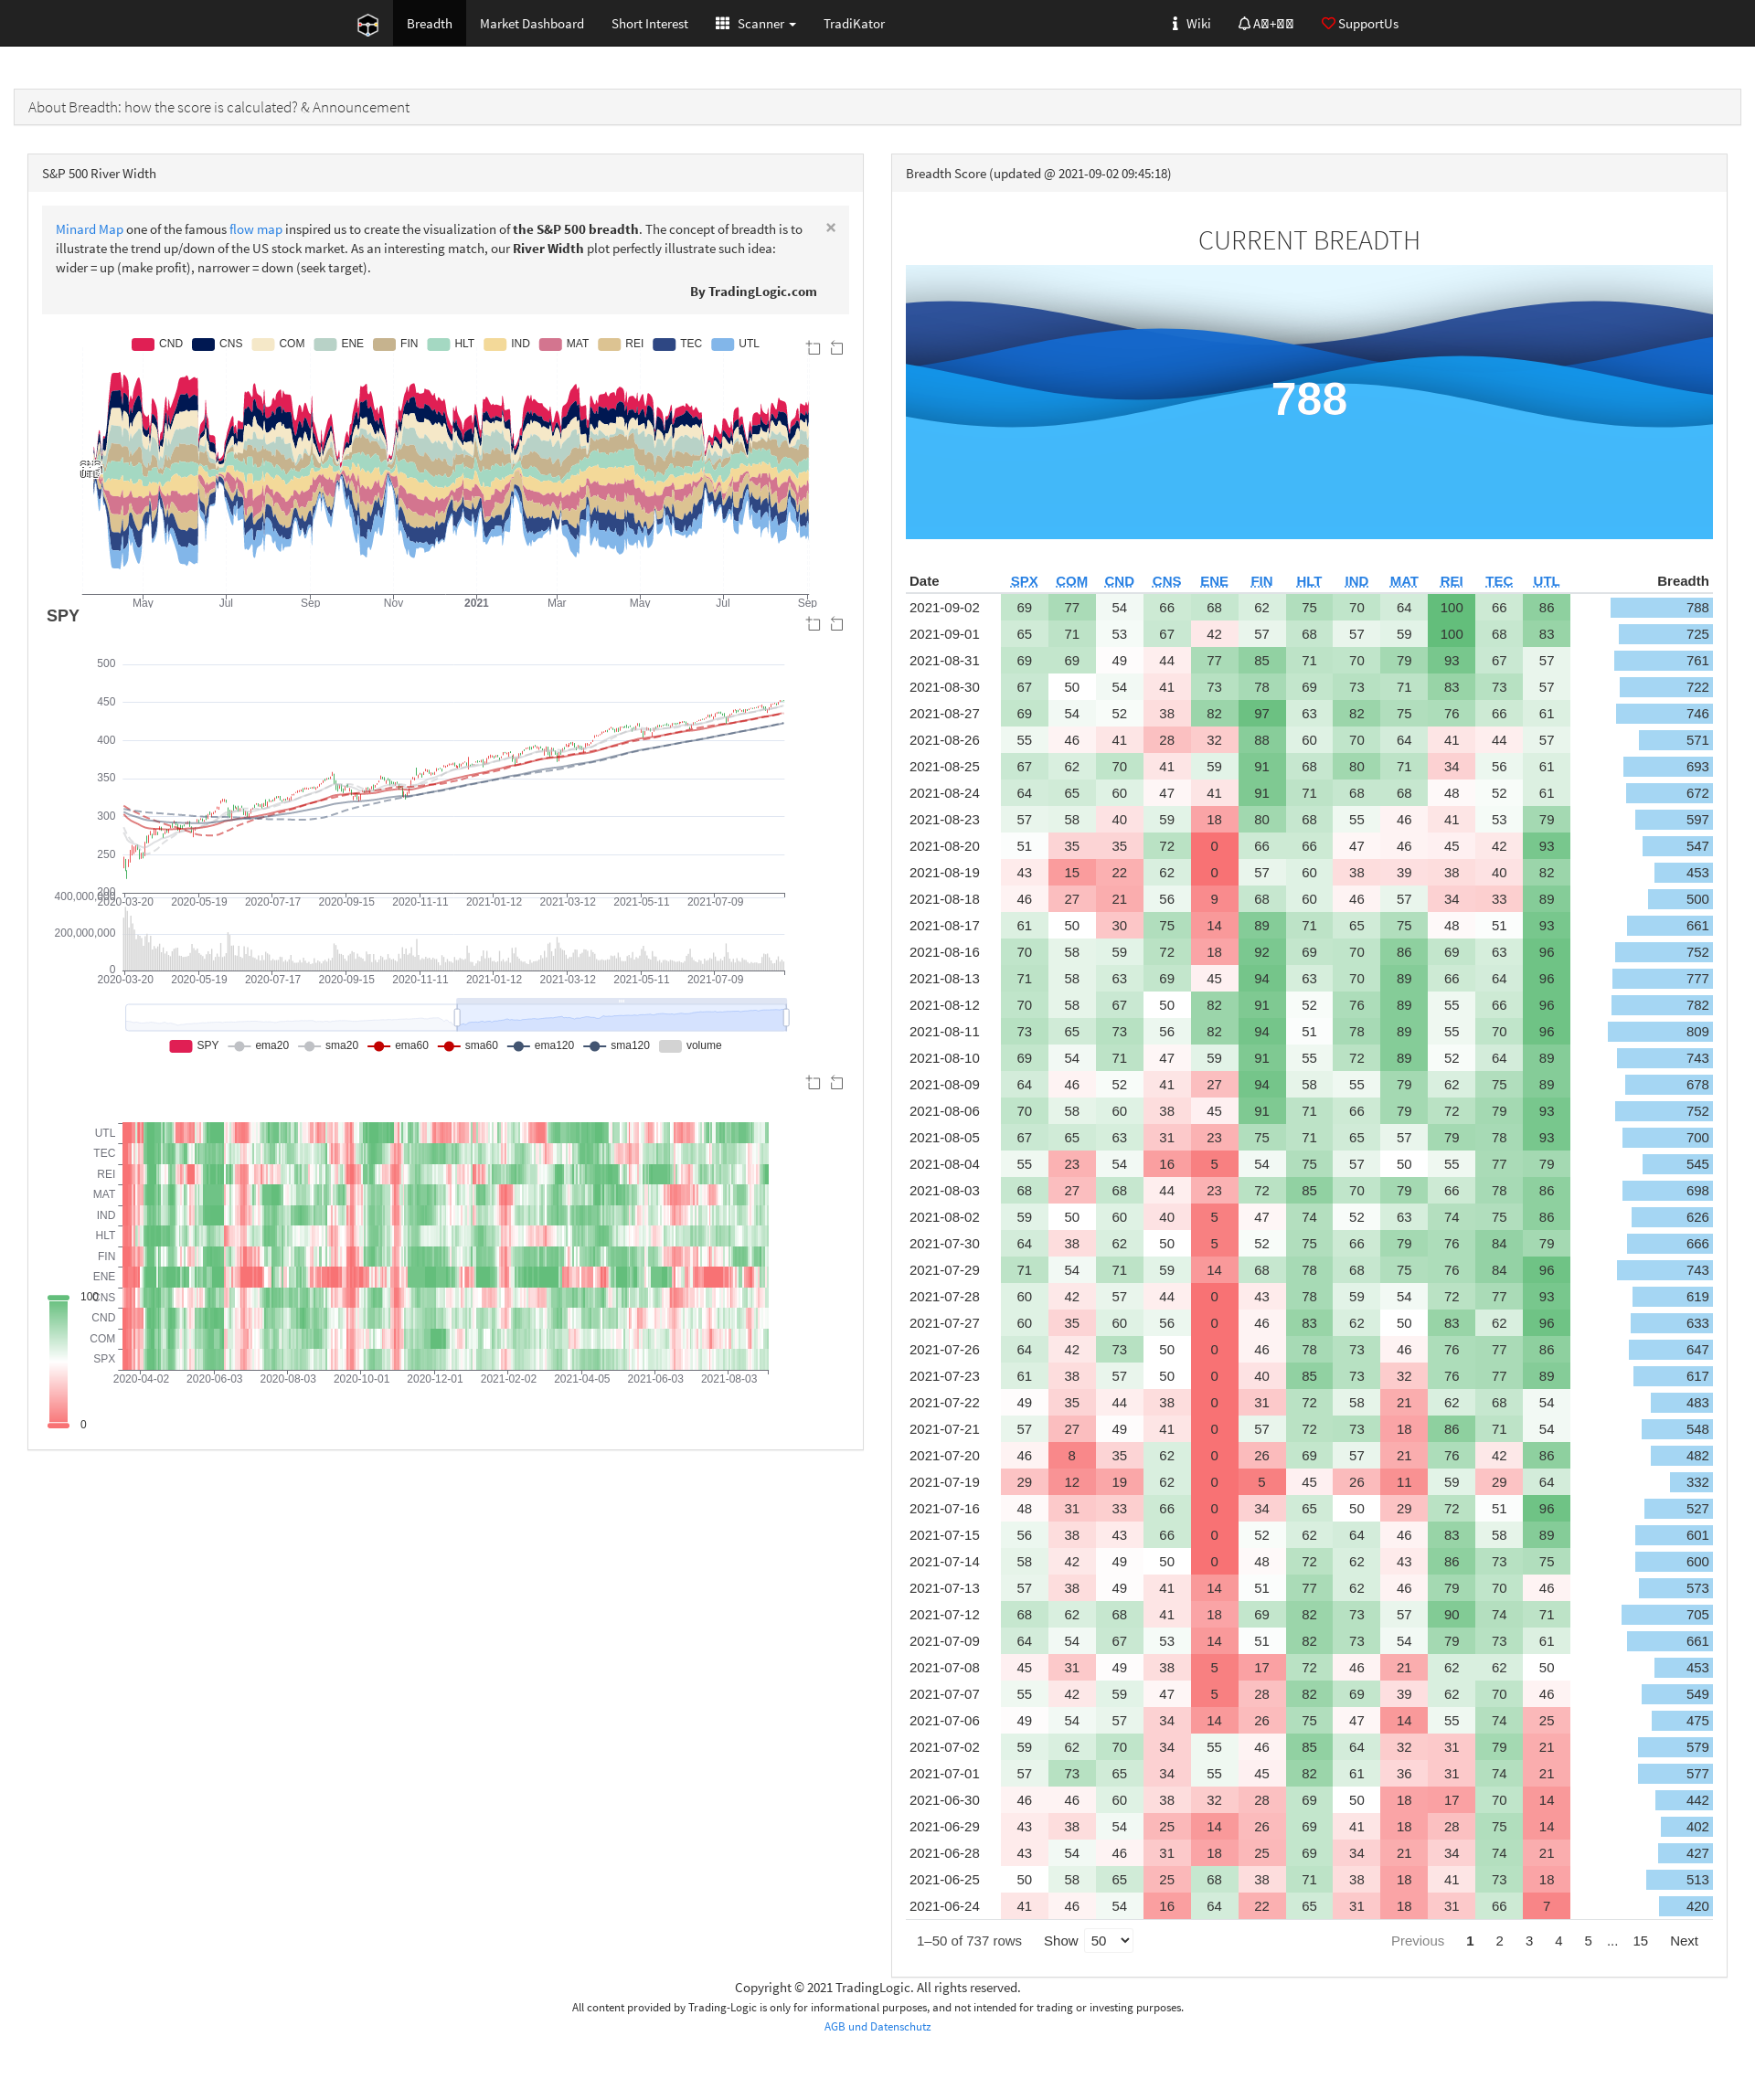 Breadth Market Dashboard Short Interest Scanner TradiKator Wiki SupportUs
About Breadth: how the score is calculated? & Announcement
S&P 500 River Width
Minard Map one of the famous flow map inspired us to create the visualization of the S&P 500 breadth. The concept of breadth is to
illustrate the trend up/down of the US stock market. As an interesting match, our River Width plot perfectly illustrate such idea:
wider = up (make profit), narrower = down (seek target).
×
By TradingLogic.com
CND CNS COM ENE FIN HLT IND MAT REI TEC UTL
UTL
May Jul Sep Nov 2021 Mar May Jul Sep
SPY
500
450
400
350
300
250
200
2020-03-20 2020-05-19 2020-07-17 2020-09-15 2020-11-11 2021-01-12 2021-03-12 2021-05-11 2021-07-09
400,000,000
200,000,000
0
2020-03-20 2020-05-19 2020-07-17 2020-09-15 2020-11-11 2021-01-12 2021-03-12 2021-05-11 2021-07-09
SPY ema20 sma20 ema60 sma60 ema120 sma120 volume
UTL
TEC
REI
MAT
IND
HLT
FIN
ENE
CNS
CND
COM
SPX
100
0
2020-04-02 2020-06-03 2020-08-03 2020-10-01 2020-12-01 2021-02-02 2021-04-05 2021-06-03 2021-08-03
Breadth Score (updated @ 2021-09-02 09:45:18)
CURRENT BREADTH
788
Date SPX COM CND CNS ENE FIN HLT IND MAT REI TEC UTL Breadth
2021-09-02 69 77 54 66 68 62 75 70 64 100 66 86 788
2021-09-01 65 71 53 67 42 57 68 57 59 100 68 83 725
2021-08-31 69 69 49 44 77 85 71 70 79 93 67 57 761
2021-08-30 67 50 54 41 73 78 69 73 71 83 73 57 722
2021-08-27 69 54 52 38 82 97 63 82 75 76 66 61 746
2021-08-26 55 46 41 28 32 88 60 70 64 41 44 57 571
2021-08-25 67 62 70 41 59 91 68 80 71 34 56 61 693
2021-08-24 64 65 60 47 41 91 71 68 68 48 52 61 672
2021-08-23 57 58 40 59 18 80 68 55 46 41 53 79 597
2021-08-20 51 35 35 72 0 66 66 47 46 45 42 93 547
2021-08-19 43 15 22 62 0 57 60 38 39 38 40 82 453
2021-08-18 46 27 21 56 9 68 60 46 57 34 33 89 500
2021-08-17 61 50 30 75 14 89 71 65 75 48 51 93 661
2021-08-16 70 58 59 72 18 92 69 70 86 69 63 96 752
2021-08-13 71 58 63 69 45 94 63 70 89 66 64 96 777
2021-08-12 70 58 67 50 82 91 52 76 89 55 66 96 782
2021-08-11 73 65 73 56 82 94 51 78 89 55 70 96 809
2021-08-10 69 54 71 47 59 91 55 72 89 52 64 89 743
2021-08-09 64 46 52 41 27 94 58 55 79 62 75 89 678
2021-08-06 70 58 60 38 45 91 71 66 79 72 79 93 752
2021-08-05 67 65 63 31 23 75 71 65 57 79 78 93 700
2021-08-04 55 23 54 16 5 54 75 57 50 55 77 79 545
2021-08-03 68 27 68 44 23 72 85 70 79 66 78 86 698
2021-08-02 59 50 60 40 5 47 74 52 63 74 75 86 626
2021-07-30 64 38 62 50 5 52 75 66 79 76 84 79 666
2021-07-29 71 54 71 59 14 68 78 68 75 76 84 96 743
2021-07-28 60 42 57 44 0 43 78 59 54 72 77 93 619
2021-07-27 60 35 60 56 0 46 83 62 50 83 62 96 633
2021-07-26 64 42 73 50 0 46 78 73 46 76 77 86 647
2021-07-23 61 38 57 50 0 40 85 73 32 76 77 89 617
2021-07-22 49 35 44 38 0 31 72 58 21 62 68 54 483
2021-07-21 57 27 49 41 0 57 72 73 18 86 71 54 548
2021-07-20 46 8 35 62 0 26 69 57 21 76 42 86 482
2021-07-19 29 12 19 62 0 5 45 26 11 59 29 64 332
2021-07-16 48 31 33 66 0 34 65 50 29 72 51 96 527
2021-07-15 56 38 43 66 0 52 62 64 46 83 58 89 601
2021-07-14 58 42 49 50 0 48 72 62 43 86 73 75 600
2021-07-13 57 38 49 41 14 51 77 62 46 79 70 46 573
2021-07-12 68 62 68 41 18 69 82 73 57 90 74 71 705
2021-07-09 64 54 67 53 14 51 82 73 54 79 73 61 661
2021-07-08 45 31 49 38 5 17 72 46 21 62 62 50 453
2021-07-07 55 42 59 47 5 28 82 69 39 62 70 46 549
2021-07-06 49 54 57 34 14 26 75 47 14 55 74 25 475
2021-07-02 59 62 70 34 55 46 85 64 32 31 79 21 579
2021-07-01 57 73 65 34 55 45 82 61 36 31 74 21 577
2021-06-30 46 46 60 38 32 28 69 50 18 17 70 14 442
2021-06-29 43 38 54 25 14 26 69 41 18 28 75 14 402
2021-06-28 43 54 46 31 18 25 69 34 21 34 74 21 427
2021-06-25 50 58 65 25 68 38 71 38 18 41 73 18 513
2021-06-24 41 46 54 16 64 22 65 31 18 31 66 7 420
1–50 of 737 rows Show 50 Previous 1 2 3 4 5 ... 15 Next
Copyright © 2021 TradingLogic. All rights reserved.
All content provided by Trading-Logic is only for informational purposes, and not intended for trading or investing purposes.
AGB und Datenschutz